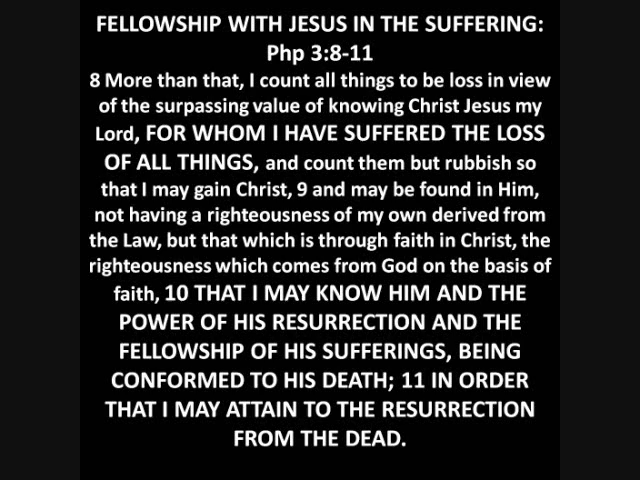 FELLOWSHIP WITH JESUS IN THE SUFFERING:
Php 3:8-11
8 More than that, I count all things to be loss in view
of the surpassing value of knowing Christ Jesus my
Lord, FOR WHOM I HAVE SUFFERED THE LOSS
OF ALL THINGS, and count them but rubbish so
that I may gain Christ, 9 and may be found in Him,
not having a righteousness of my own derived from
the Law, but that which is through faith in Christ, the
righteousness which comes from God on the basis of
faith, 10 THAT I MAY KNOW HIM AND THE
POWER OF HIS RESURRECTION AND THE
FELLOWSHIP OF HIS SUFFERINGS, BEING
CONFORMED TO HIS DEATH; 11 IN ORDER
THAT I MAY ATTAIN TO THE RESURRECTION
FROM THE DEAD.